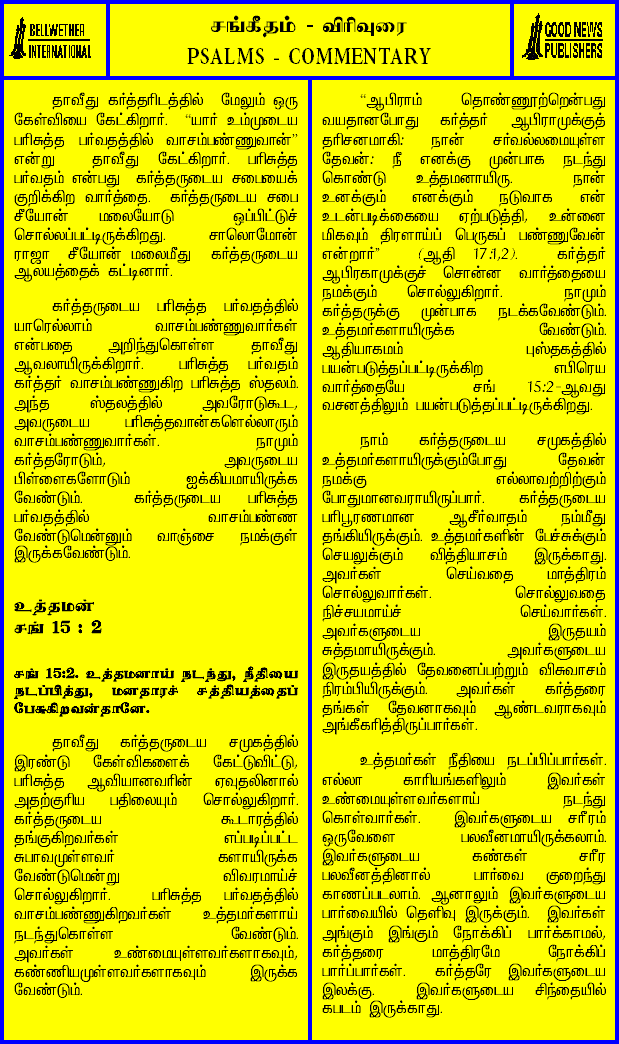 BELLWETHER
INTERNATIONAL
சங்கீதம் - விரிவுரை
PSALMS - COMMENTARY
GOOD NEWS
PUBLISHERS
தாவீது கர்த்தரிடத்தில் மேலும் ஒரு
கேள்வியை கேட்கிறார். “யார் உம்முடைய
பரிசுத்த பர்வதத்தில் வாசம்பண்ணுவான்”
என்று தாவீது கேட்கிறார். பரிசுத்த
பர்வதம் என்பது கர்த்தருடைய சபையைக்
குறிக்கிற வார்த்தை. கர்த்தருடைய சபை
சீயோன் மலையோடு ஒப்பிட்டுச்
சொல்லப்பட்டிருக்கிறது. சாலொமோன்
ராஜா சீயோன் மலைமீது கர்த்தருடைய
ஆலயத்தைக் கட்டினார்.
கர்த்தருடைய பரிசுத்த பர்வதத்தில்
யாரெல்லாம் வாசம்பண்ணுவார்கள்
என்பதை அறிந்துகொள்ள தாவீது
ஆவலாயிருக்கிறார். பரிசுத்த பர்வதம்
கர்த்தர் வாசம்பண்ணுகிற பரிசுத்த ஸ்தலம்.
அந்த ஸ்தலத்தில் அவரோடுகூட,
அவருடைய பரிசுத்தவான்களெல்லாரும்
வாசம்பண்ணுவார்கள். நாமும்
கர்த்தரோடும், அவருடைய
பிள்ளைகளோடும் ஐக்கியமாயிருக்க
வேண்டும். கர்த்தருடைய பரிசுத்த
பர்வதத்தில் வாசம்பண்ண
வேண்டுமென்னும் வாஞ்சை நமக்குள்
இருக்கவேண்டும்.
உத்தமன்
சங் 15 : 2
சங் 15:2. உத்தமனாய் நடந்து, நீதியை
நடப்பித்து, மனதாரச் சத்தியத்தைப்
பேசுகிறவன்தானே.
தாவீது கர்த்தருடைய சமுகத்தில்
இரண்டு கேள்விகளைக் கேட்டுவிட்டு,
பரிசுத்த ஆவியானவரின் ஏவுதலினால்
அதற்குரிய பதிலையும் சொல்லுகிறார்.
கர்த்தருடைய கூடாரத்தில்
தங்குகிறவர்கள் எப்படிப்பட்ட
சுபாவமுள்ளவர் களாயிருக்க
வேண்டுமென்று விவரமாய்ச்
சொல்லுகிறார். பரிசுத்த பர்வதத்தில்
வாசம்பண்ணுகிறவர்கள் உத்தமர்களாய்
நடந்துகொள்ள வேண்டும்.
அவர்கள் உண்மையுள்ளவர்களாகவும்,
கண்ணியமுள்ளவர்களாகவும் இருக்க
வேண்டும்.
“ஆபிராம் தொண்ணூற்றென்பது
வயதானபோது கர்த்தர் ஆபிராமுக்குத்
தரிசனமாகி: நான் சர்வல்லமையுள்ள
தேவன்: நீ எனக்கு முன்பாக நடந்து
கொண்டு உத்தமனாயிரு. நான்
உனக்கும் எனக்கும் நடுவாக என்
உடன்படிக்கையை ஏற்படுத்தி, உன்னை
மிகவும் திரளாய்ப் பெருகப் பண்ணுவேன்
என்றார்” (ஆதி 17:1,2). கர்த்தர்
ஆபிரகாமுக்குச் சொன்ன வார்த்தையை
நமக்கும் சொல்லுகிறார். நாமும்
கர்த்தருக்கு முன்பாக நடக்கவேண்டும்.
உத்தமர்களாயிருக்க வேண்டும்.
ஆதியாகமம் புஸ்தகத்தில்
பயன்படுத்தப்பட்டிருக்கிற எபிரெய
வார்த்தையே சங் 15:2-ஆவது
வசனத்திலும் பயன்படுத்தப்பட்டிருக்கிறது.
நாம் கர்த்தருடைய சமுகத்தில்
உத்தமர்களாயிருக்கும்போது தேவன்
நமக்கு எல்லாவற்றிற்கும்
போதுமானவராயிருப்பார். கர்த்தருடைய
பரிபூரணமான ஆசீர்வாதம் நம்மீது
தங்கியிருக்கும். உத்தமர்களின் பேச்சுக்கும்
செயலுக்கும் வித்தியாசம் இருக்காது.
அவர்கள் செய்வதை மாத்திரம்
சொல்லுவார்கள். சொல்லுவதை
நிச்சயமாய்ச் செய்வார்கள்.
அவர்களுடைய இருதயம்
சுத்தமாயிருக்கும். அவர்களுடைய
இருதயத்தில் தேவனைப்பற்றும் விசுவாசம்
நிரம்பியிருக்கும். அவர்கள் கர்த்தரை
தங்கள் தேவனாகவும் ஆண்டவராகவும்
அங்கீகரித்திருப்பார்கள்.
உத்தமர்கள் நீதியை நடப்பிப்பார்கள்.
எல்லா காரியங்களிலும் இவர்கள்
உண்மையுள்ளவர்களாய் நடந்து
கொள்வார்கள். இவர்களுடைய சரீரம்
ஒருவேளை பலவீனமாயிருக்கலாம்.
இவர்களுடைய கண்கள் சரீர
பலவீனத்தினால் பார்வை குறைந்து
காணப்படலாம். ஆனாலும் இவர்களுடைய
பார்வையில் தெளிவு இருக்கும். இவர்கள்
அங்கும் இங்கும் நோக்கிப் பார்க்காமல்,
கர்த்தரை மாத்திரமே நோக்கிப்
பார்ப்பார்கள். கர்த்தரே இவர்களுடைய
இலக்கு. இவர்களுடைய சிந்தையில்
கபடம் இருக்காது.